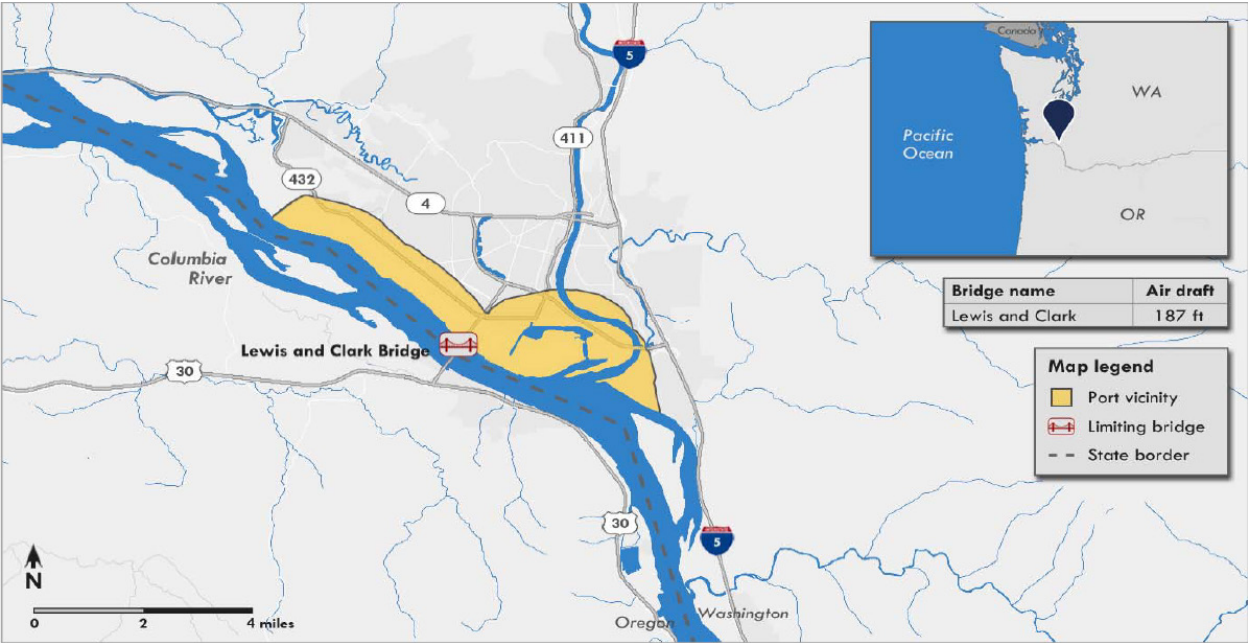 5
411
432
4
Columbia
River
Lewis and Clark Bridge
30
30
5
N
0 2 4 miles
Oregon
Washington
Canada
WA
Pacific
Ocean
OR
Bridge name Air draft
Lewis and Clark 187 ft
Map legend
Port vicinity
Limiting bridge
State border